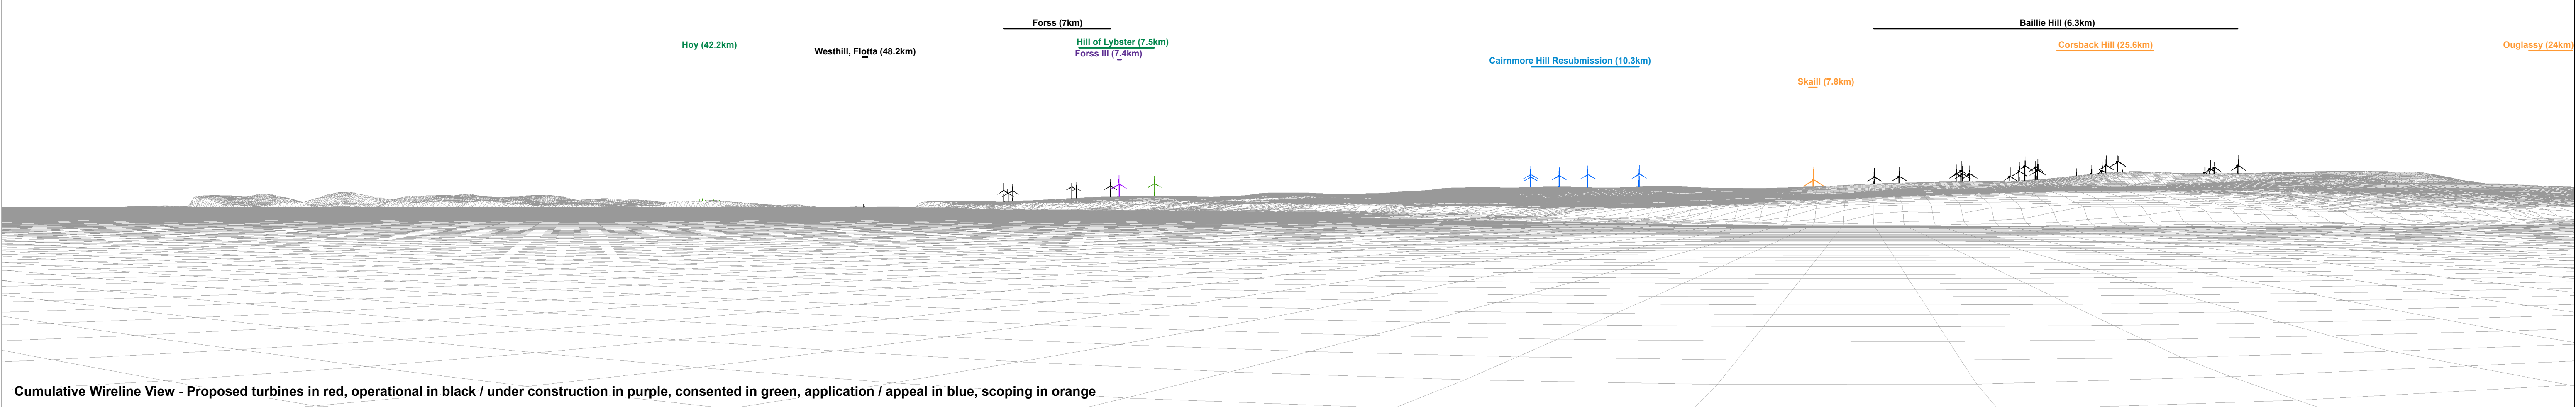 Forss (7km)
Baillie Hill (6.3km)
Hoy (42.2km)
Westhill, Flotta (48.2km)
Hill of Lybster (7.5km)
Forss III (7.4km)
Corsback Hill (25.6km)
Ouglassy (24km)
Cairnmore Hill Resubmission (10.3km)
Skaill (7.8km)
Cumulative Wireline View - Proposed turbines in red, operational in black / under construction in purple, consented in green, application / appeal in blue, scoping in orange